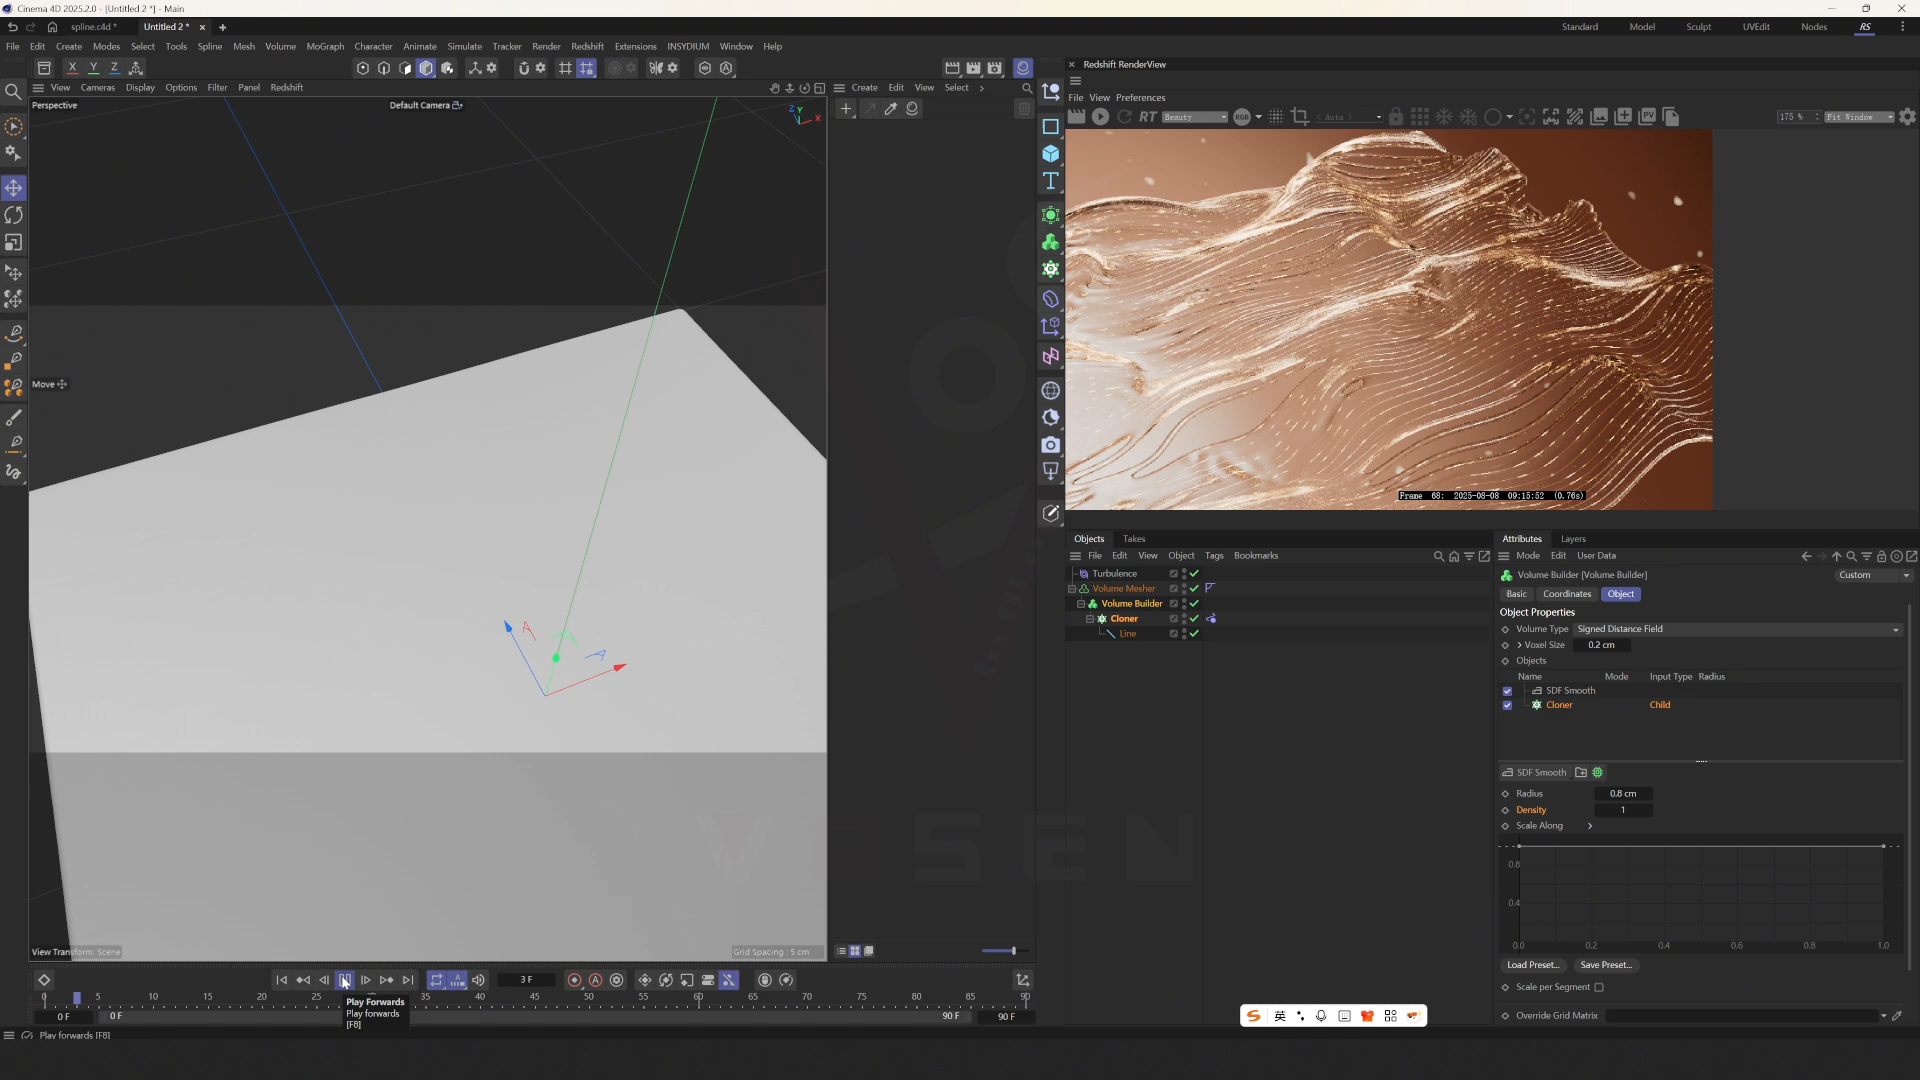 Cinema 4D 2025.2.0 - [Untitled 2 *] - Main
spline.c4d *
Untitled 2 *
Standard
Model
Sculpt
UVEdit
Nodes
RS
File Edit Create Modes Select Tools Spline Mesh Volume MoGraph Character Animate Simulate Tracker Render Redshift Extensions INSYDIUM Window Help
X Y Z
Redshift RenderView
View Cameras Display Options Filter Panel Redshift
Create Edit View Select
File View Preferences
Perspective
Default Camera
Z Y X
RT Beauty
RGB
< Auto >
PV
175 %
Fit Window
Move
Frame 68: 2025-08-08 09:15:52 (0.76s)
Objects Takes
File Edit View Object Tags Bookmarks
Turbulence
Volume Mesher
Volume Builder
Cloner
Line
Attributes Layers
Mode Edit User Data
Volume Builder [Volume Builder]
Custom
Basic Coordinates Object
Object Properties
Volume Type Signed Distance Field
Voxel Size 0.2 cm
Objects
Name Mode Input Type Radius
SDF Smooth
Cloner Child
SDF Smooth
Radius 0.8 cm
Density 1
Scale Along
0.8
0.4
0.0 0.2 0.4 0.6 0.8 1.0
Load Preset... Save Preset...
Scale per Segment
Override Grid Matrix
View Transform: Scene
Grid Spacing : 5 cm
3 F
0 5 10 15 20 25 35 40 45 50 55 60 65 70 75 80 85 90
0 F
0 F
90 F
90 F
Play Forwards
Play forwards
[F8]
Play forwards [F8]
英